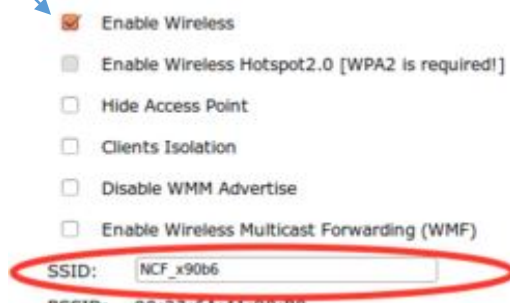 Enable Wireless
Enable Wireless Hotspot2.0 [WPA2 is required!]
Hide Access Point
Clients Isolation
Disable WMM Advertise
Enable Wireless Multicast Forwarding (WMF)
SSID: NCF_x90b6